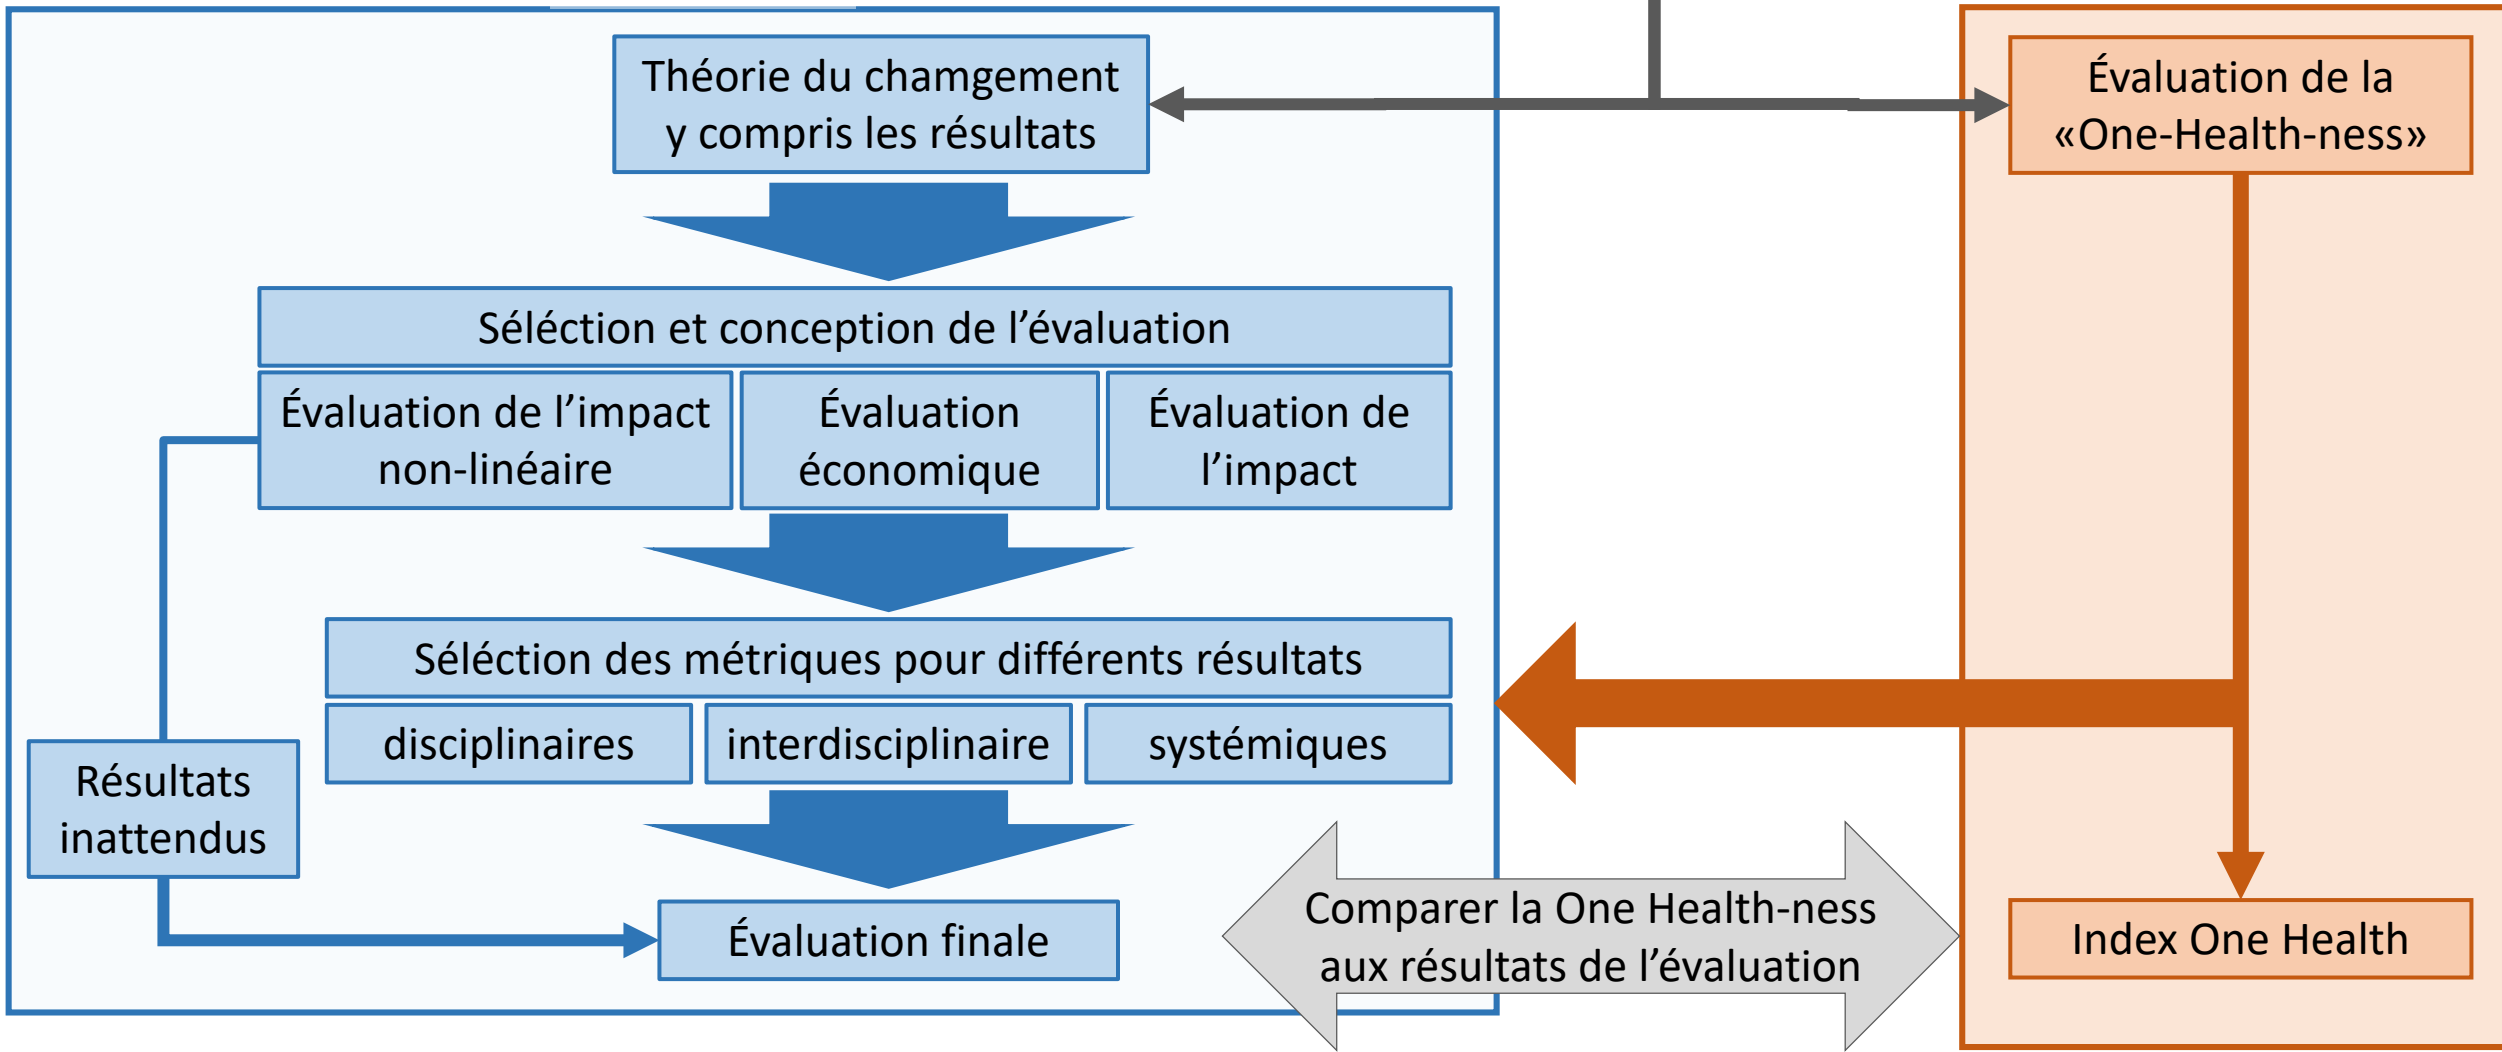 Théorie du chamgement
y compris les résultats
Évaluation de la
«One-Health-ness»
Séléction et conception de l’évaluation
Évaluation de l’impact
non-linéaire
Évaluation
économique
Évaluation de
l’impact
Séléction des métriques pour différents résultats
disciplinaires
interdisciplinaire
systémiques
Résultats
inattendus
Évaluation finale
Comparer la One Health-ness
aux résultats de l’évaluation
Index One Health